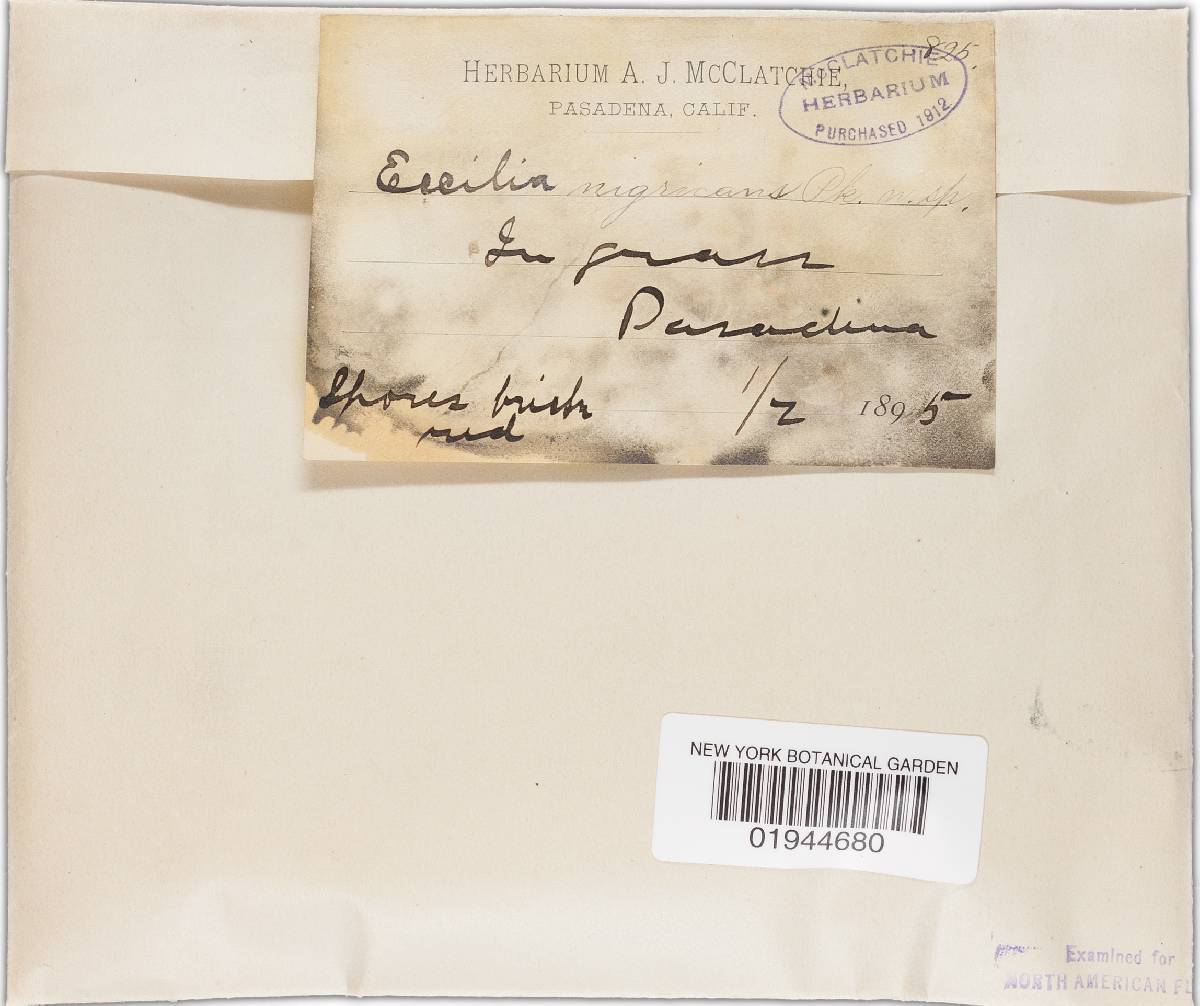 895.
HERBARIUM A. J. MCCLATCHIE,
PASADENA, CALIF.
McCLATCHIE
HERBARIUM
PURCHASED 1912
Eccilia nigricans Pk. n. sp.
In grass
Pasadena
Spores brick
red
1/2 1895
NEW YORK BOTANICAL GARDEN
01944680
Examined for
NORTH AMERICAN FL